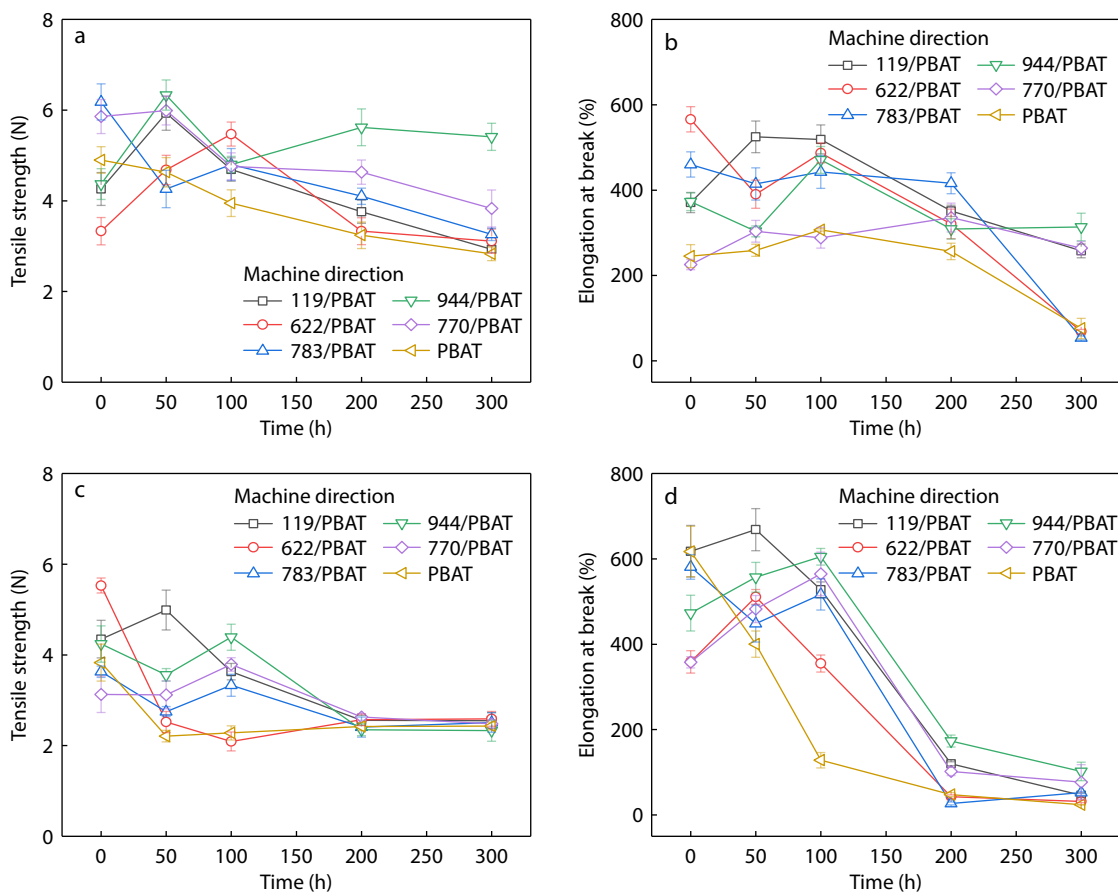 a
Tensile strength (N)
8
6
4
2
0
Machine direction
119/PBAT 944/PBAT
622/PBAT 770/PBAT
783/PBAT PBAT
0 50 100 150 200 250 300
Time (h)
b
Elongation at break (%)
800
600
400
200
0
Machine direction
119/PBAT 944/PBAT
622/PBAT 770/PBAT
783/PBAT PBAT
0 50 100 150 200 250 300
Time (h)
c
Tensile strength (N)
8
6
4
2
0
Machine direction
119/PBAT 944/PBAT
622/PBAT 770/PBAT
783/PBAT PBAT
0 50 100 150 200 250 300
Time (h)
d
Elongation at break (%)
800
600
400
200
0
Machine direction
119/PBAT 944/PBAT
622/PBAT 770/PBAT
783/PBAT PBAT
0 50 100 150 200 250 300
Time (h)